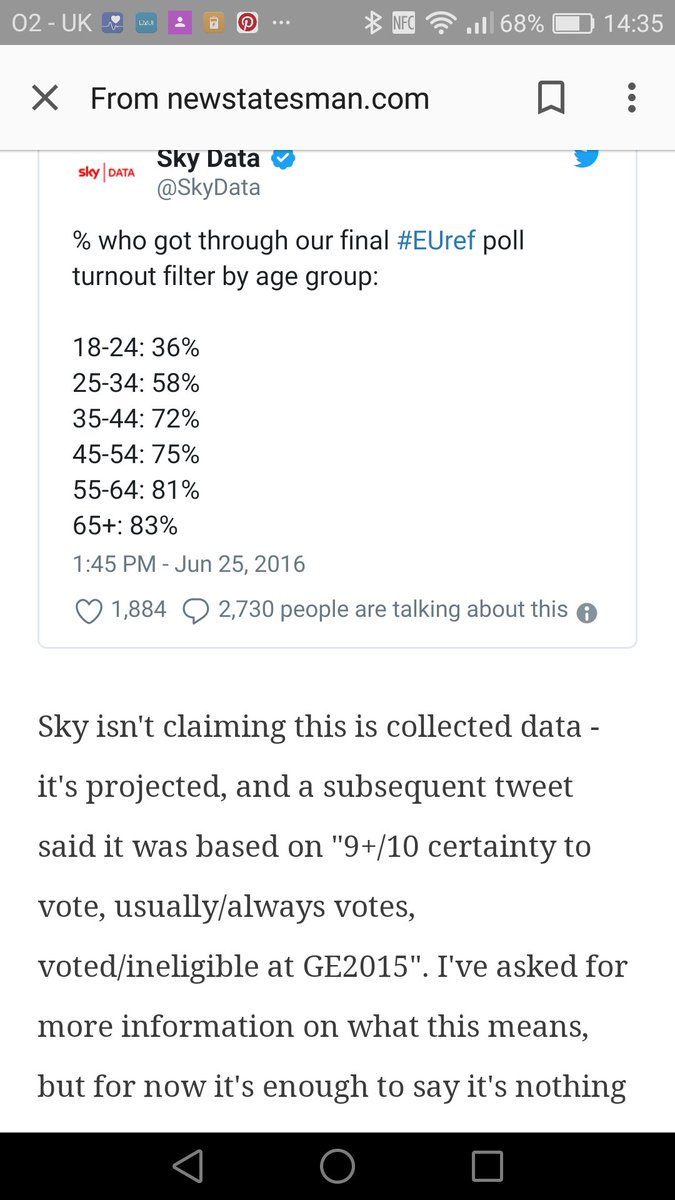 O2 - UK 68% 14:35
NFC
From newstatesman.com
Sky Data
sky DATA
@SkyData
% who got through our final #EUref poll
turnout filter by age group:
18-24: 36%
25-34: 58%
35-44: 72%
45-54: 75%
55-64: 81%
65+: 83%
1:45 PM - Jun 25, 2016
1,884 2,730 people are talking about this
Sky isn't claiming this is collected data -
it's projected, and a subsequent tweet
said it was based on "9+/10 certainty to
vote, usually/always votes,
voted/ineligible at GE2015". I've asked for
more information on what this means,
but for now it's enough to say it's nothing